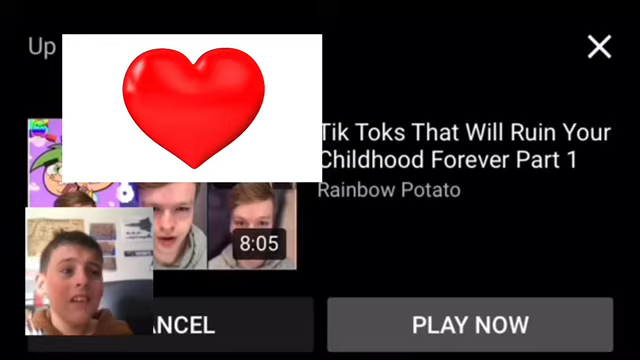 Up
Tik Toks That Will Ruin Your
Childhood Forever Part 1
Rainbow Potato
8:05
ANCEL
PLAY NOW